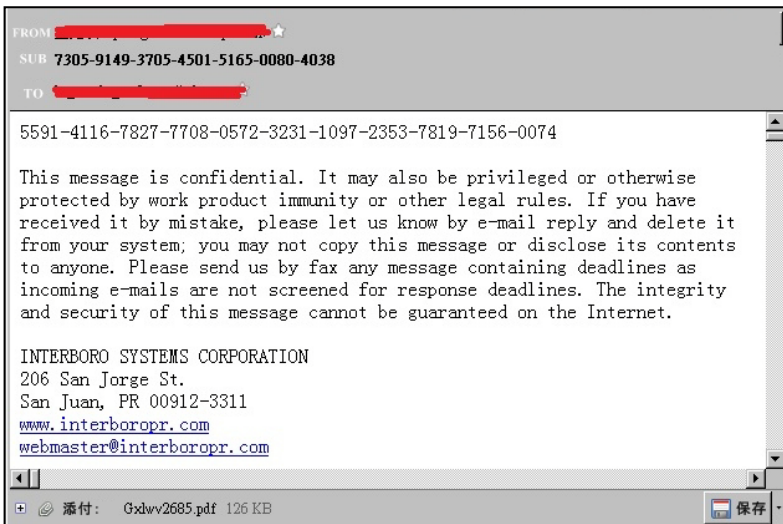 FROM
SUB 7305-9149-3705-4501-5165-0080-4038
TO
5591-4116-7827-7708-0572-3231-1097-2353-7819-7156-0074
This message is confidential. It may also be privileged or otherwise
protected by work product immunity or other legal rules. If you have
received it by mistake, please let us know by e-mail reply and delete it
from your system; you may not copy this message or disclose its contents
to anyone. Please send us by fax any message containing deadlines as
incoming e-mails are not screened for response deadlines. The integrity
and security of this message cannot be guaranteed on the Internet.
INTERBORO SYSTEMS CORPORATION
206 San Jorge St.
San Juan, PR 00912-3311
www.interboropr.com
webmaster@interboropr.com
添付: Gxlwv2685.pdf 126 KB 保存